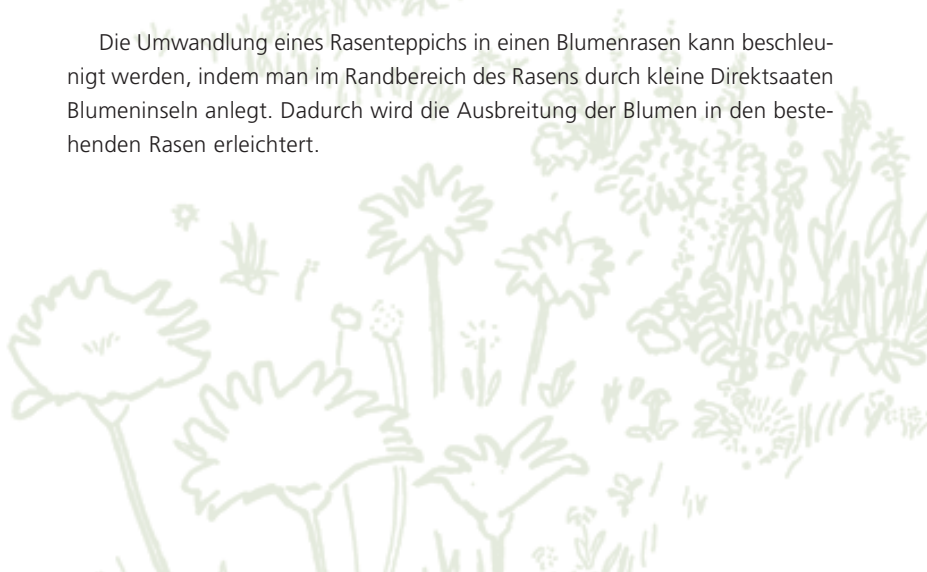 Die Umwandlung eines Rasenteppichs in einen Blumenrasen kann beschleu-
nigt werden, indem man im Randbereich des Rasens durch kleine Direktsaaten
Blumeninseln anlegt. Dadurch wird die Ausbreitung der Blumen in den beste-
henden Rasen erleichtert.